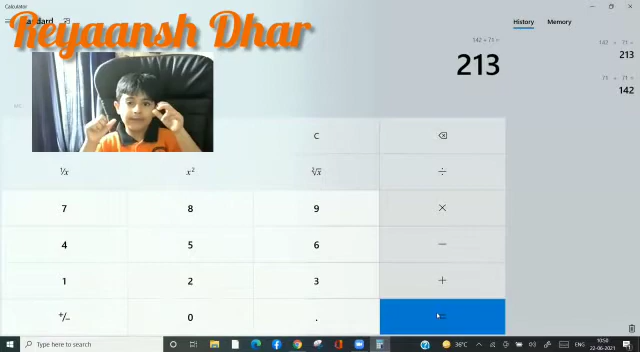 Calculator
Reyaansh Dhar
History
Memory
142 + 71 =
213
142 + 71 =
213
71 + 71 =
142
MC
C
⌫
⅟x
x²
²√x
÷
7
8
9
×
4
5
6
−
1
2
3
+
+/−
0
.
=
Type here to search
36°C
ENG
10:50
22-06-2021